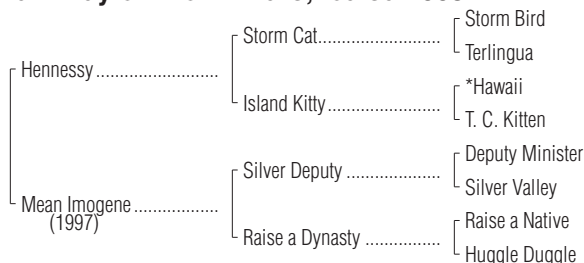 Storm Bird
Storm Cat..........................
Terlingua
Hennessy ..........................
*Hawaii
Island Kitty........................
T. C. Kitten
Deputy Minister
Silver Deputy ....................
Silver Valley
Mean Imogene ..................
(1997)
Raise a Native
Raise a Dynasty ................
Huggle Duggle